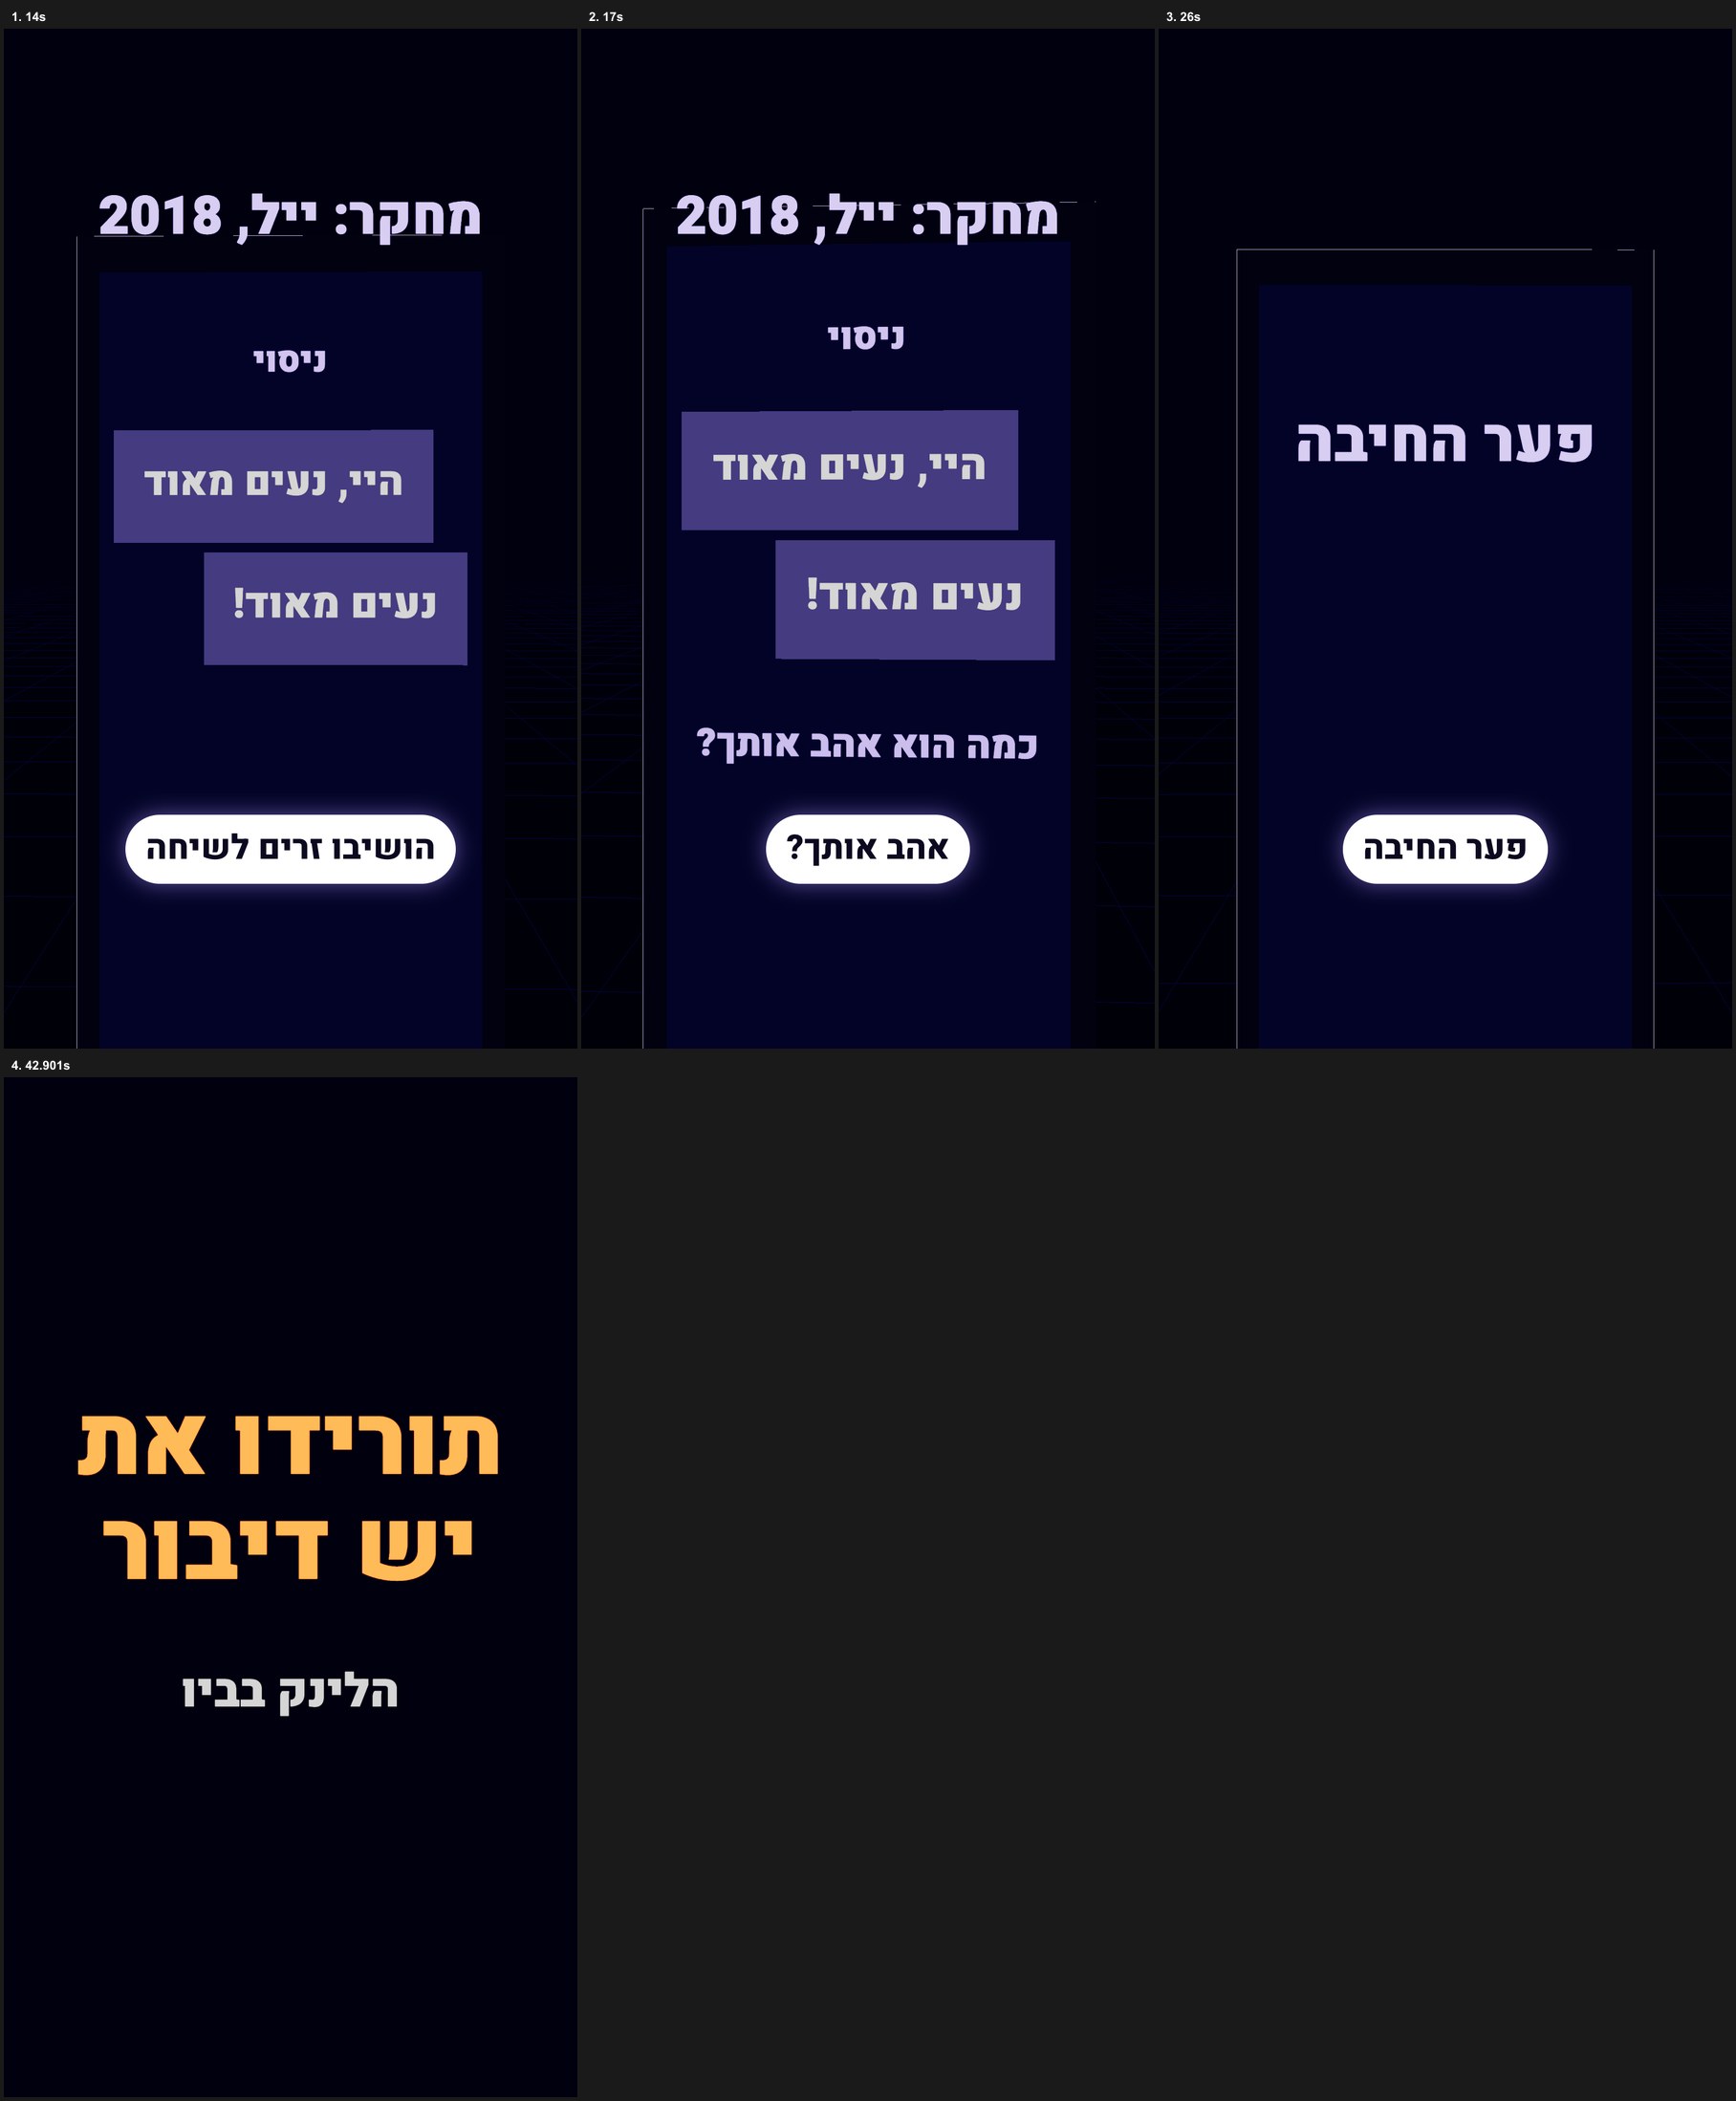 1. 14s
מחקר: ייל, 2018
ניסוי
היי, נעים מאוד
נעים מאוד!
הושיבו זרים לשיחה
2. 17s
מחקר: ייל, 2018
ניסוי
היי, נעים מאוד
נעים מאוד!
כמה הוא אהב אותך?
אהב אותך?
3. 26s
פער החיבה
פער החיבה
4. 42.901s
תורידו את
יש דיבור
הלינק בביו